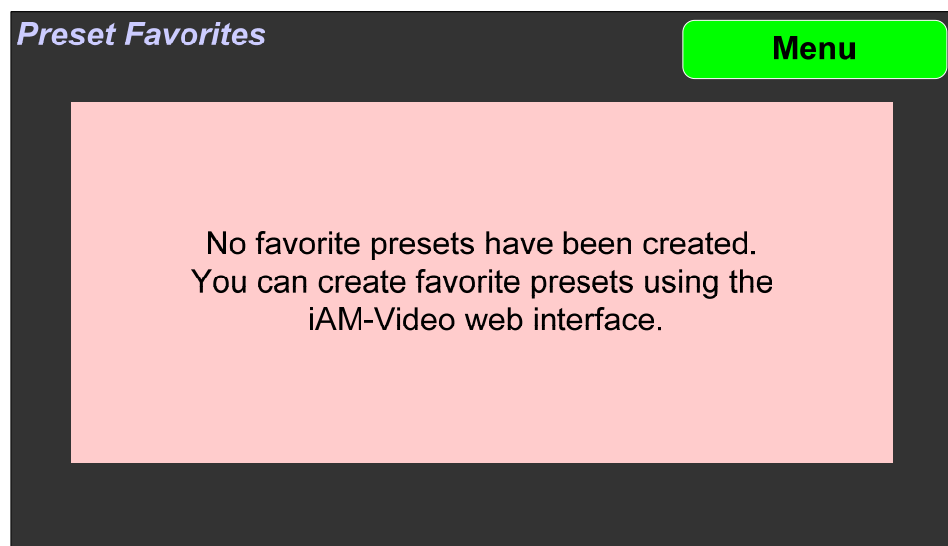 Preset Favorites
Menu
No favorite presets have been created.
You can create favorite presets using the
iAM-Video web interface.